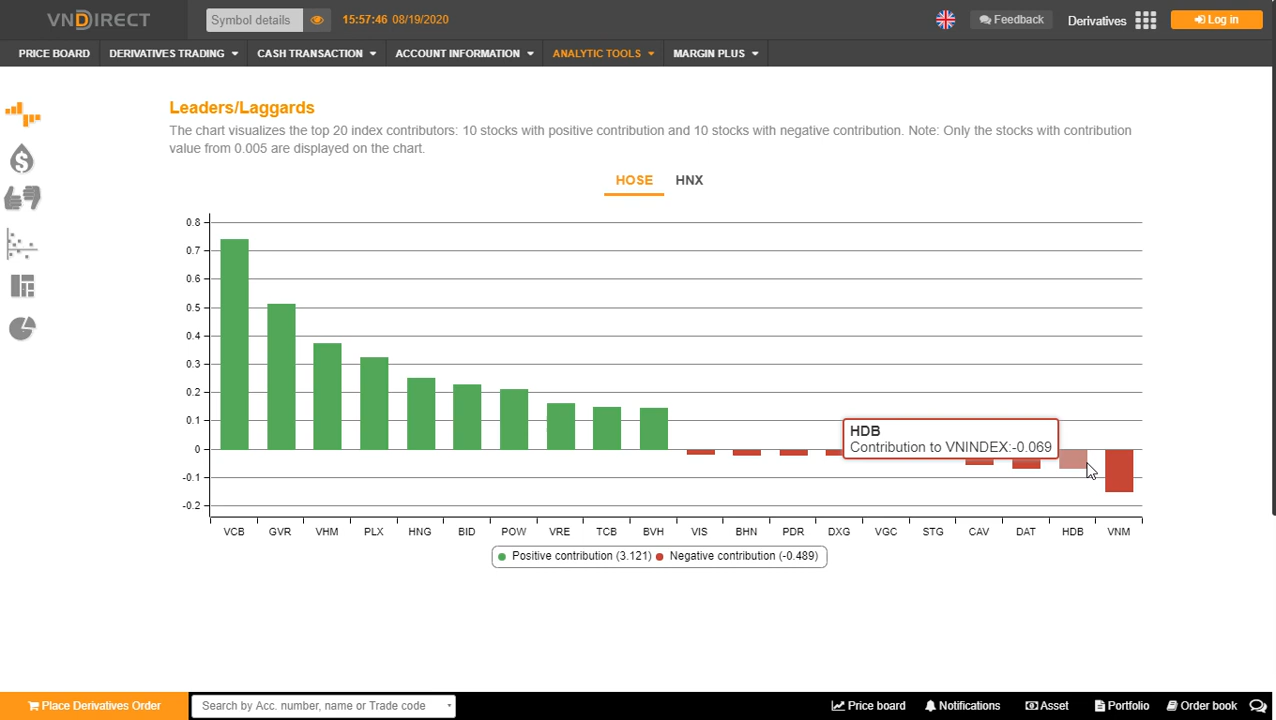 VNDIRECT
Symbol details
15:57:46 08/19/2020
Feedback
Derivatives
Log in
PRICE BOARD
DERIVATIVES TRADING
CASH TRANSACTION
ACCOUNT INFORMATION
ANALYTIC TOOLS
MARGIN PLUS
Leaders/Laggards
The chart visualizes the top 20 index contributors: 10 stocks with positive contribution and 10 stocks with negative contribution. Note: Only the stocks with contribution
value from 0.005 are displayed on the chart.
HOSE HNX
0.8
0.7
0.6
0.5
0.4
0.3
0.2
0.1
0
-0.1
-0.2
HDB
Contribution to VNINDEX:-0.069
VCB GVR VHM PLX HNG BID POW VRE TCB BVH VIS BHN PDR DXG VGC STG CAV DAT HDB VNM
Positive contribution (3.121) Negative contribution (-0.489)
Place Derivatives Order
Search by Acc. number, name or Trade code
Price board
Notifications
Asset
Portfolio
Order book